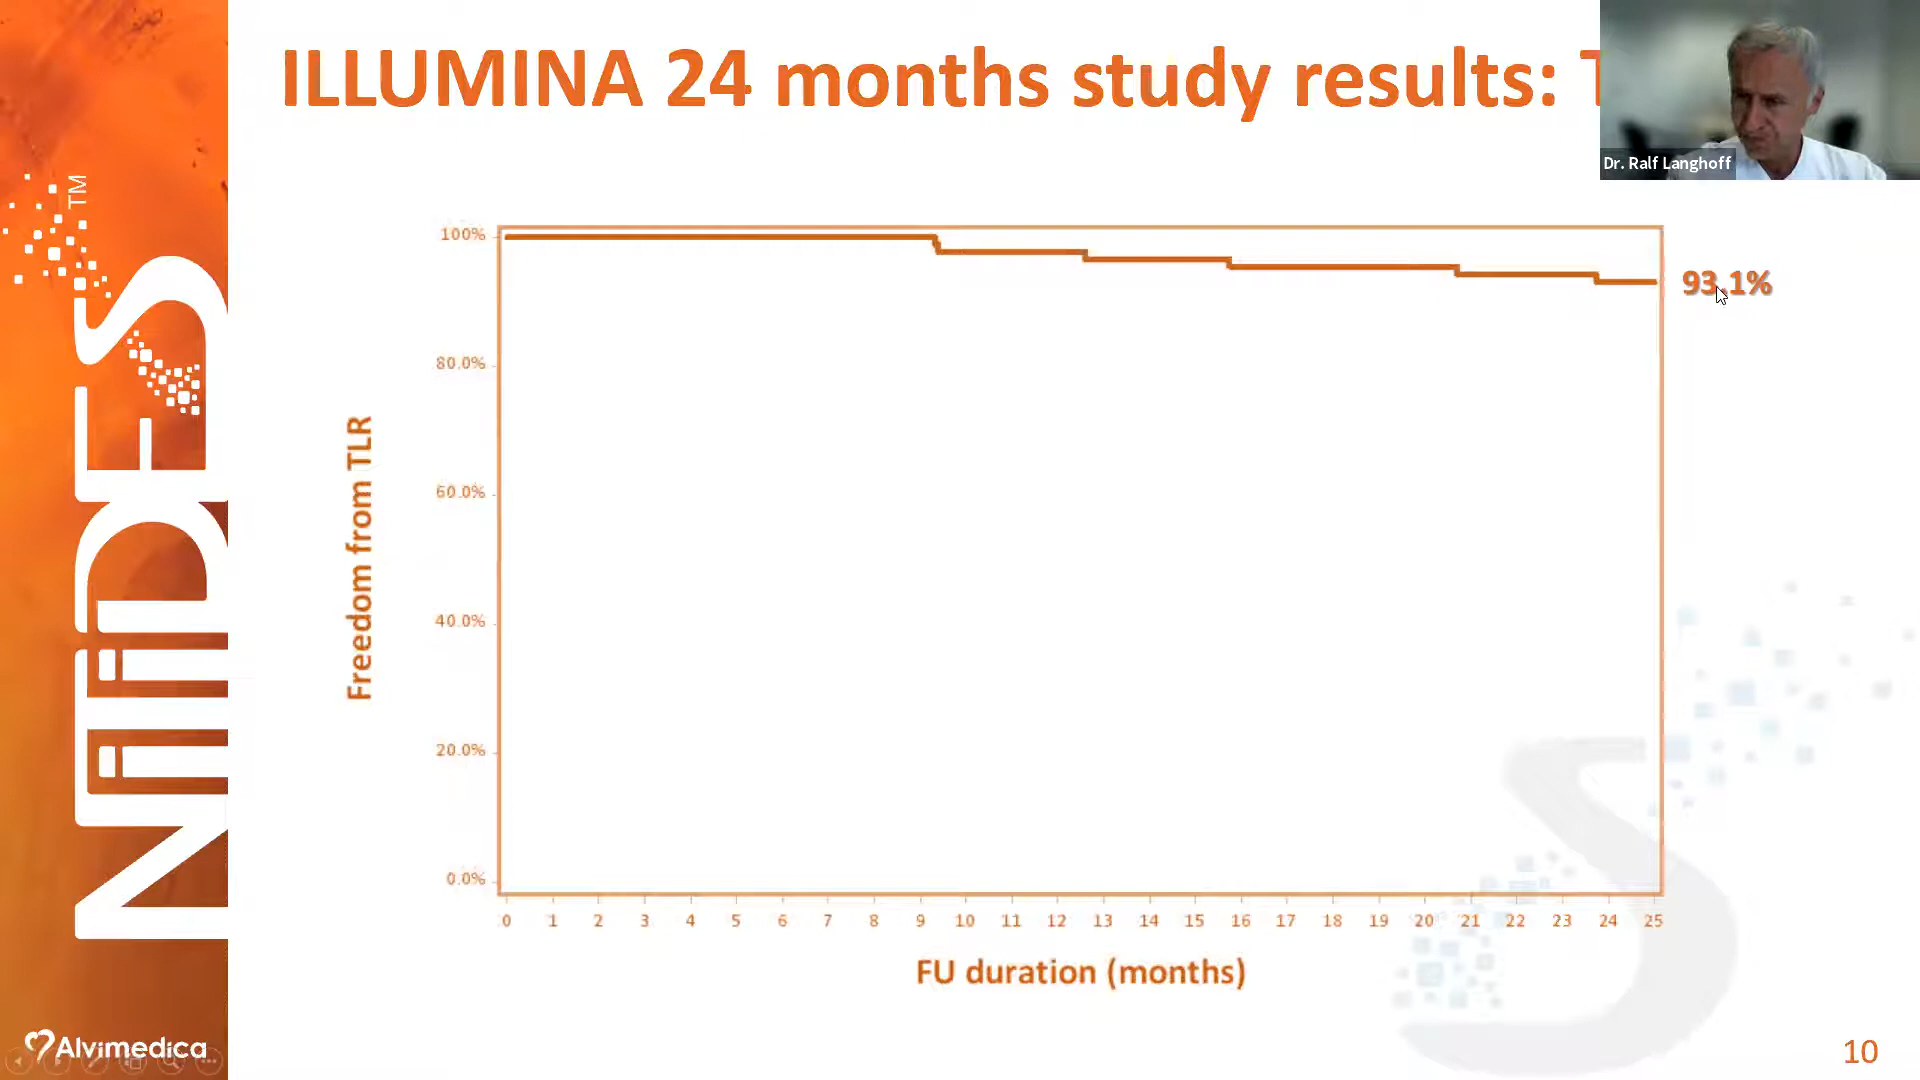 ILLUMINA 24 months study results: T
Dr. Ralf Langhoff
TM
NiTiDES
100%
80.0%
60.0%
40.0%
20.0%
0.0%
93.1%
Freedom from TLR
0 1 2 3 4 5 6 7 8 9 10 11 12 13 14 15 16 17 18 19 20 21 22 23 24 25
FU duration (months)
Alvimedica
10